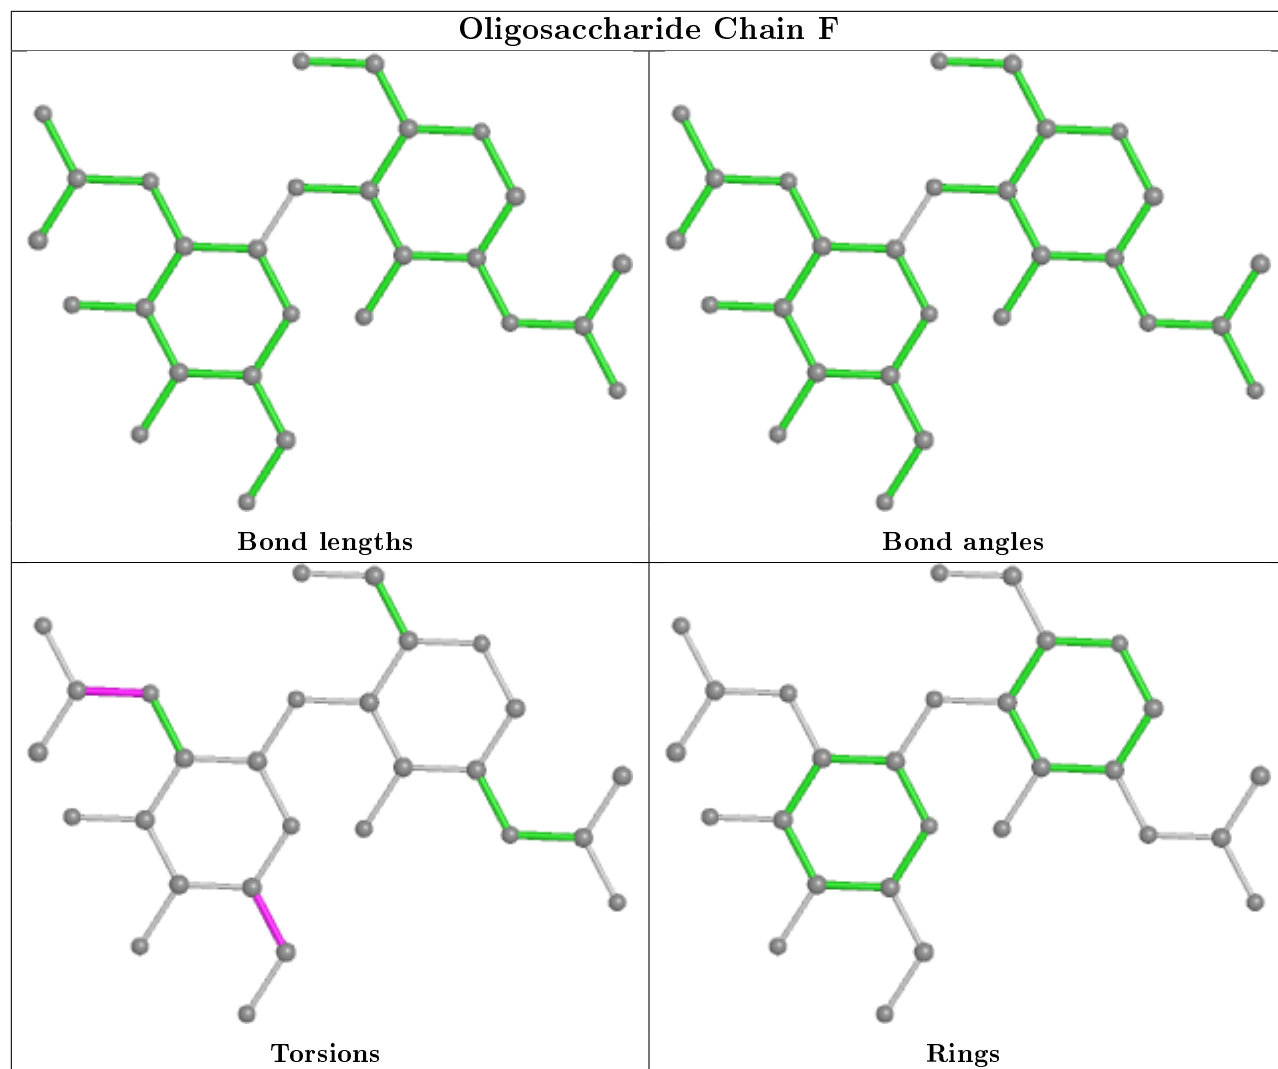 Oligosaccharide Chain F
Bond lengths
Bond angles
Torsions
Rings